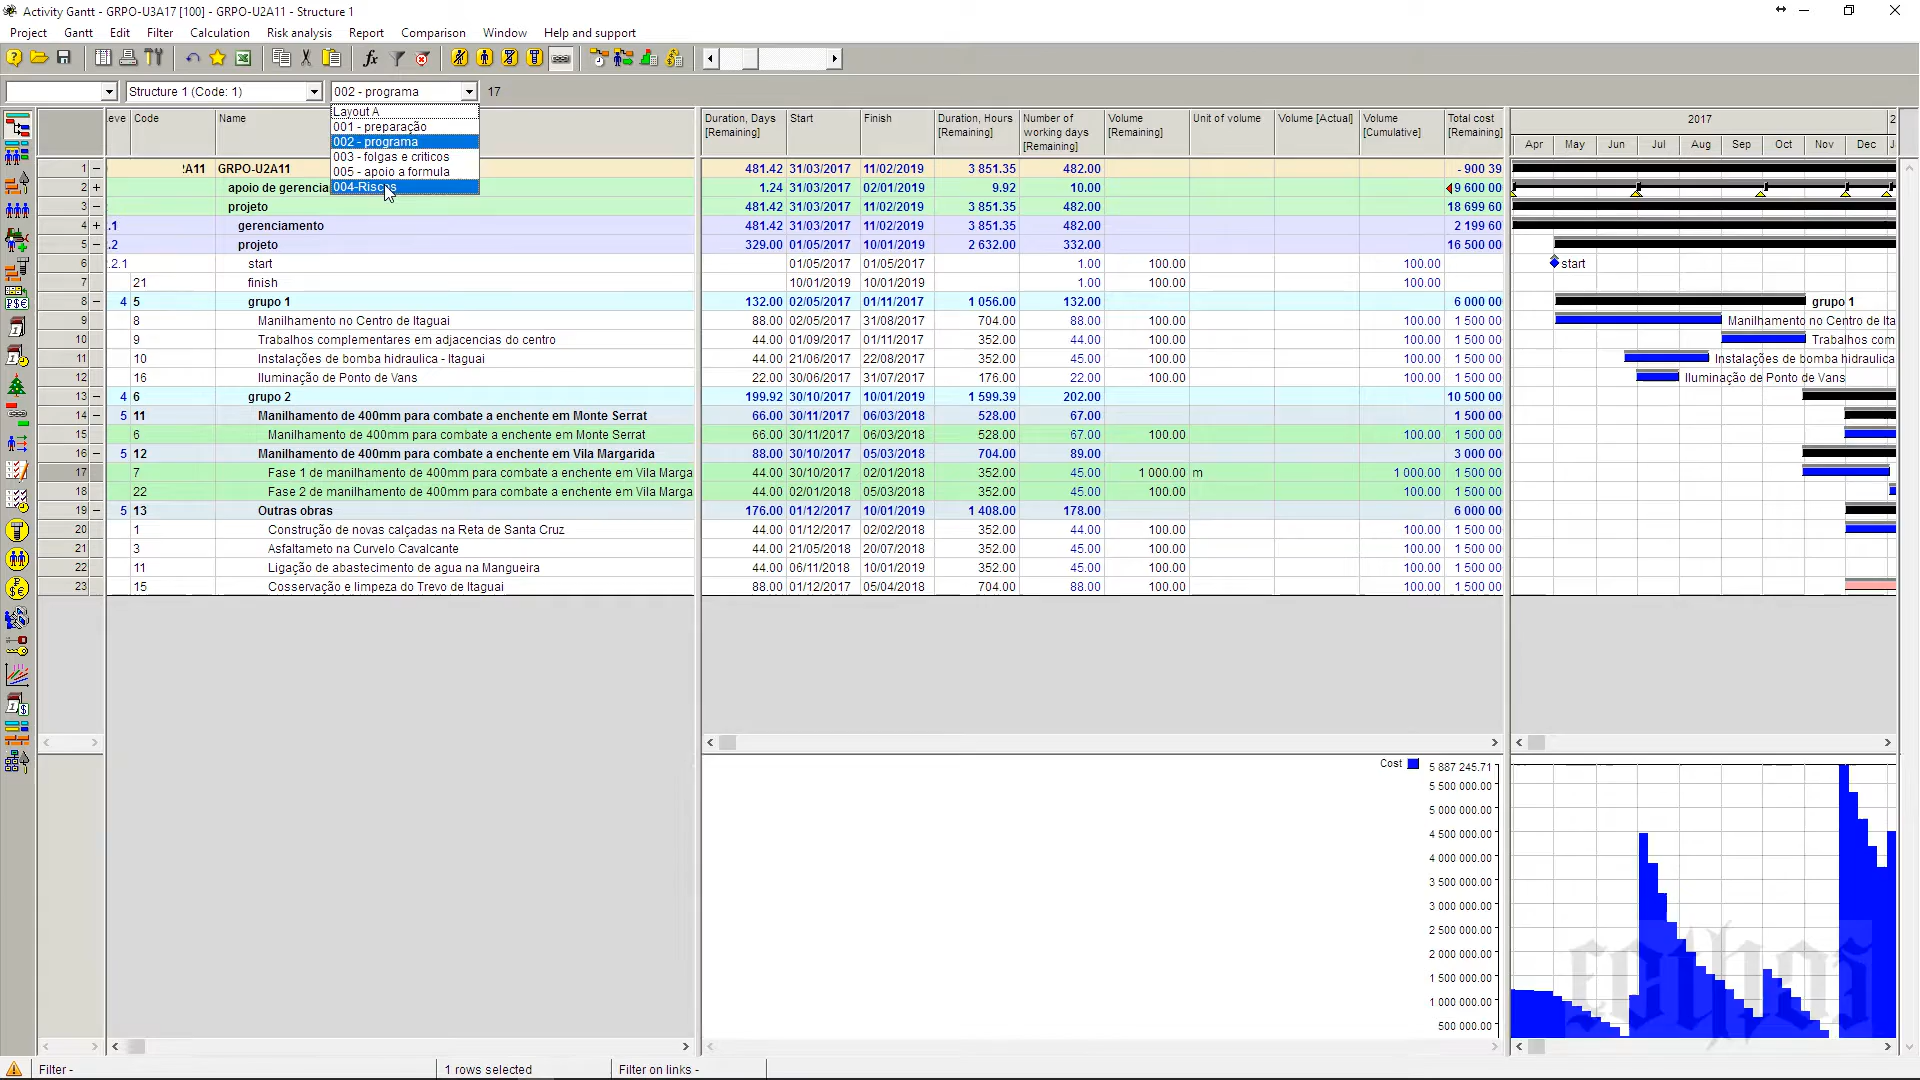 Activity Gantt - GRPO-U3A17 [100] - GRPO-U2A11 - Structure 1
Project Gantt Edit Filter Calculation Risk analysis Report Comparison Window Help and support
Structure 1 (Code: 1) 002 - programa 17
Layout A
001 - preparação
002 - programa
003 - folgas e criticos
005 - apoio a formula
004-Riscos
eve Code Name Duration, Days [Remaining] Start Finish Duration, Hours [Remaining] Number of working days [Remaining] Volume [Remaining] Unit of volume Volume [Actual] Volume [Cumulative] Total cost [Remaining]
2017 2
Apr May Jun Jul Aug Sep Oct Nov Dec J
1 !A11 GRPO-U2A11 481.42 31/03/2017 11/02/2019 3 851.35 482.00 - 900 39
2 apoio de gerencia 1.24 31/03/2017 02/01/2019 9.92 10.00 9 600 00
3 projeto 481.42 31/03/2017 11/02/2019 3 851.35 482.00 18 699 60
4 .1 gerenciamento 481.42 31/03/2017 11/02/2019 3 851.35 482.00 2 199 60
5 .2 projeto 329.00 01/05/2017 10/01/2019 2 632.00 332.00 16 500 00
6 .2.1 start 01/05/2017 01/05/2017 1.00 100.00 100.00 start
7 21 finish 10/01/2019 10/01/2019 1.00 100.00 100.00
8 4 5 grupo 1 132.00 02/05/2017 01/11/2017 1 056.00 132.00 6 000 00 grupo 1
9 8 Manilhamento no Centro de Itaguai 88.00 02/05/2017 31/08/2017 704.00 88.00 100.00 100.00 1 500 00 Manilhamento no Centro de Ita
10 9 Trabalhos complementares em adjacencias do centro 44.00 01/09/2017 01/11/2017 352.00 44.00 100.00 100.00 1 500 00 Trabalhos com
11 10 Instalações de bomba hidraulica - Itaguai 44.00 21/06/2017 22/08/2017 352.00 45.00 100.00 100.00 1 500 00 Instalações de bomba hidraulica
12 16 Iluminação de Ponto de Vans 22.00 30/06/2017 31/07/2017 176.00 22.00 100.00 100.00 1 500 00 Iluminação de Ponto de Vans
13 4 6 grupo 2 199.92 30/10/2017 10/01/2019 1 599.39 202.00 10 500 00
14 5 11 Manilhamento de 400mm para combate a enchente em Monte Serrat 66.00 30/11/2017 06/03/2018 528.00 67.00 1 500 00
15 6 Manilhamento de 400mm para combate a enchente em Monte Serrat 66.00 30/11/2017 06/03/2018 528.00 67.00 100.00 100.00 1 500 00
16 5 12 Manilhamento de 400mm para combate a enchente em Vila Margarida 88.00 30/10/2017 05/03/2018 704.00 89.00 3 000 00
17 7 Fase 1 de manilhamento de 400mm para combate a enchente em Vila Marga 44.00 30/10/2017 02/01/2018 352.00 45.00 1 000.00 m 1 000.00 1 500 00
18 22 Fase 2 de manilhamento de 400mm para combate a enchente em Vila Marga 44.00 02/01/2018 05/03/2018 352.00 45.00 100.00 100.00 1 500 00
19 5 13 Outras obras 176.00 01/12/2017 10/01/2019 1 408.00 178.00 6 000 00
20 1 Construção de novas calçadas na Reta de Santa Cruz 44.00 01/12/2017 02/02/2018 352.00 44.00 100.00 100.00 1 500 00
21 3 Asfaltameto na Curvelo Cavalcante 44.00 21/05/2018 20/07/2018 352.00 45.00 100.00 100.00 1 500 00
22 11 Ligação de abastecimento de agua na Mangueira 44.00 06/11/2018 10/01/2019 352.00 45.00 100.00 100.00 1 500 00
23 15 Cosservação e limpeza do Trevo de Itaguai 88.00 01/12/2017 05/04/2018 704.00 88.00 100.00 100.00 1 500 00
Cost 5 887 245.71
5 500 000.00
5 000 000.00
4 500 000.00
4 000 000.00
3 500 000.00
3 000 000.00
2 500 000.00
2 000 000.00
1 500 000.00
1 000 000.00
500 000.00
Filter - 1 rows selected Filter on links -